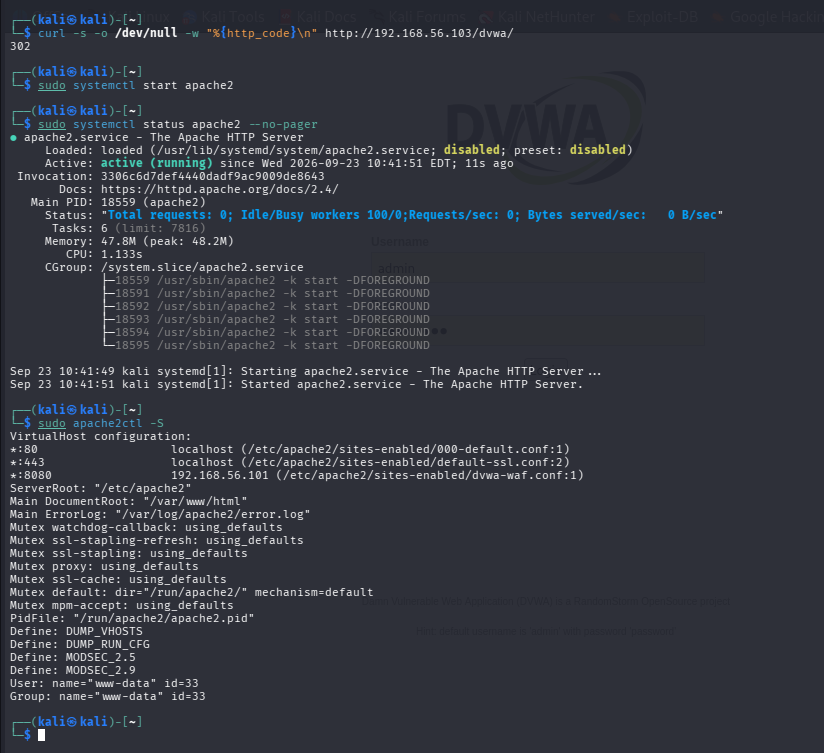 Kali Tools Kali Docs Kali Forums Kali NetHunter Exploit-DB Google Hackin
┌──(kali㉿kali)-[~]
└─$ curl -s -o /dev/null -w "%{http_code}\n" http://192.168.56.103/dvwa/
302
┌──(kali㉿kali)-[~]
└─$ sudo systemctl start apache2
┌──(kali㉿kali)-[~]
└─$ sudo systemctl status apache2 --no-pager
● apache2.service - The Apache HTTP Server
Loaded: loaded (/usr/lib/systemd/system/apache2.service; disabled; preset: disabled)
Active: active (running) since Wed 2026-09-23 10:41:51 EDT; 11s ago
Invocation: 3306c6d7def4440dadf9ac9009de8643
Docs: https://httpd.apache.org/docs/2.4/
Main PID: 18559 (apache2)
Status: "Total requests: 0; Idle/Busy workers 100/0;Requests/sec: 0; Bytes served/sec:   0 B/sec"
Tasks: 6 (limit: 7816)
Memory: 47.8M (peak: 48.2M)
CPU: 1.133s
CGroup: /system.slice/apache2.service
├─18559 /usr/sbin/apache2 -k start -DFOREGROUND
├─18591 /usr/sbin/apache2 -k start -DFOREGROUND
├─18592 /usr/sbin/apache2 -k start -DFOREGROUND
├─18593 /usr/sbin/apache2 -k start -DFOREGROUND
├─18594 /usr/sbin/apache2 -k start -DFOREGROUND
└─18595 /usr/sbin/apache2 -k start -DFOREGROUND
Sep 23 10:41:49 kali systemd[1]: Starting apache2.service - The Apache HTTP Server...
Sep 23 10:41:51 kali systemd[1]: Started apache2.service - The Apache HTTP Server.
┌──(kali㉿kali)-[~]
└─$ sudo apache2ctl -S
VirtualHost configuration:
*:80                   localhost (/etc/apache2/sites-enabled/000-default.conf:1)
*:443                  localhost (/etc/apache2/sites-enabled/default-ssl.conf:2)
*:8080                 192.168.56.101 (/etc/apache2/sites-enabled/dvwa-waf.conf:1)
ServerRoot: "/etc/apache2"
Main DocumentRoot: "/var/www/html"
Main ErrorLog: "/var/log/apache2/error.log"
Mutex watchdog-callback: using_defaults
Mutex ssl-stapling-refresh: using_defaults
Mutex ssl-stapling: using_defaults
Mutex proxy: using_defaults
Mutex ssl-cache: using_defaults
Mutex default: dir="/run/apache2/" mechanism=default
Mutex mpm-accept: using_defaults
PidFile: "/run/apache2/apache2.pid"
Define: DUMP_VHOSTS
Define: DUMP_RUN_CFG
Define: MODSEC_2.5
Define: MODSEC_2.9
User: name="www-data" id=33
Group: name="www-data" id=33
┌──(kali㉿kali)-[~]
└─$
DVWA
Username
admin